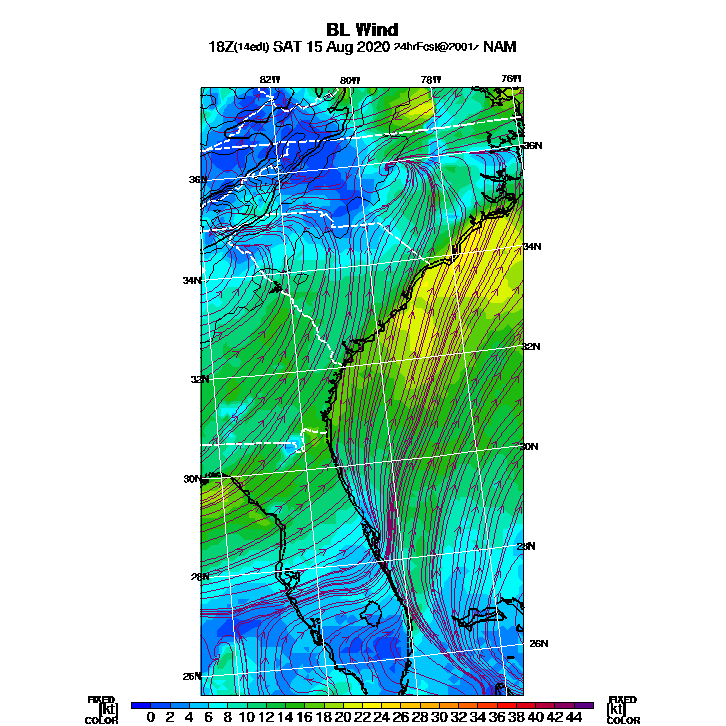 BL Wind
18Z(14edt) SAT 15 Aug 2020 24hrFcst@2001z NAM
82W 80W 78W 76W
36N 36N
34N 34N
32N 32N
30N 30N
28N 28N
26N 26N
FIXED FIXED
[kt] 0 2 4 6 8 10 12 14 16 18 20 22 24 26 28 30 32 34 36 38 40 42 44 [kt]
COLOR COLOR